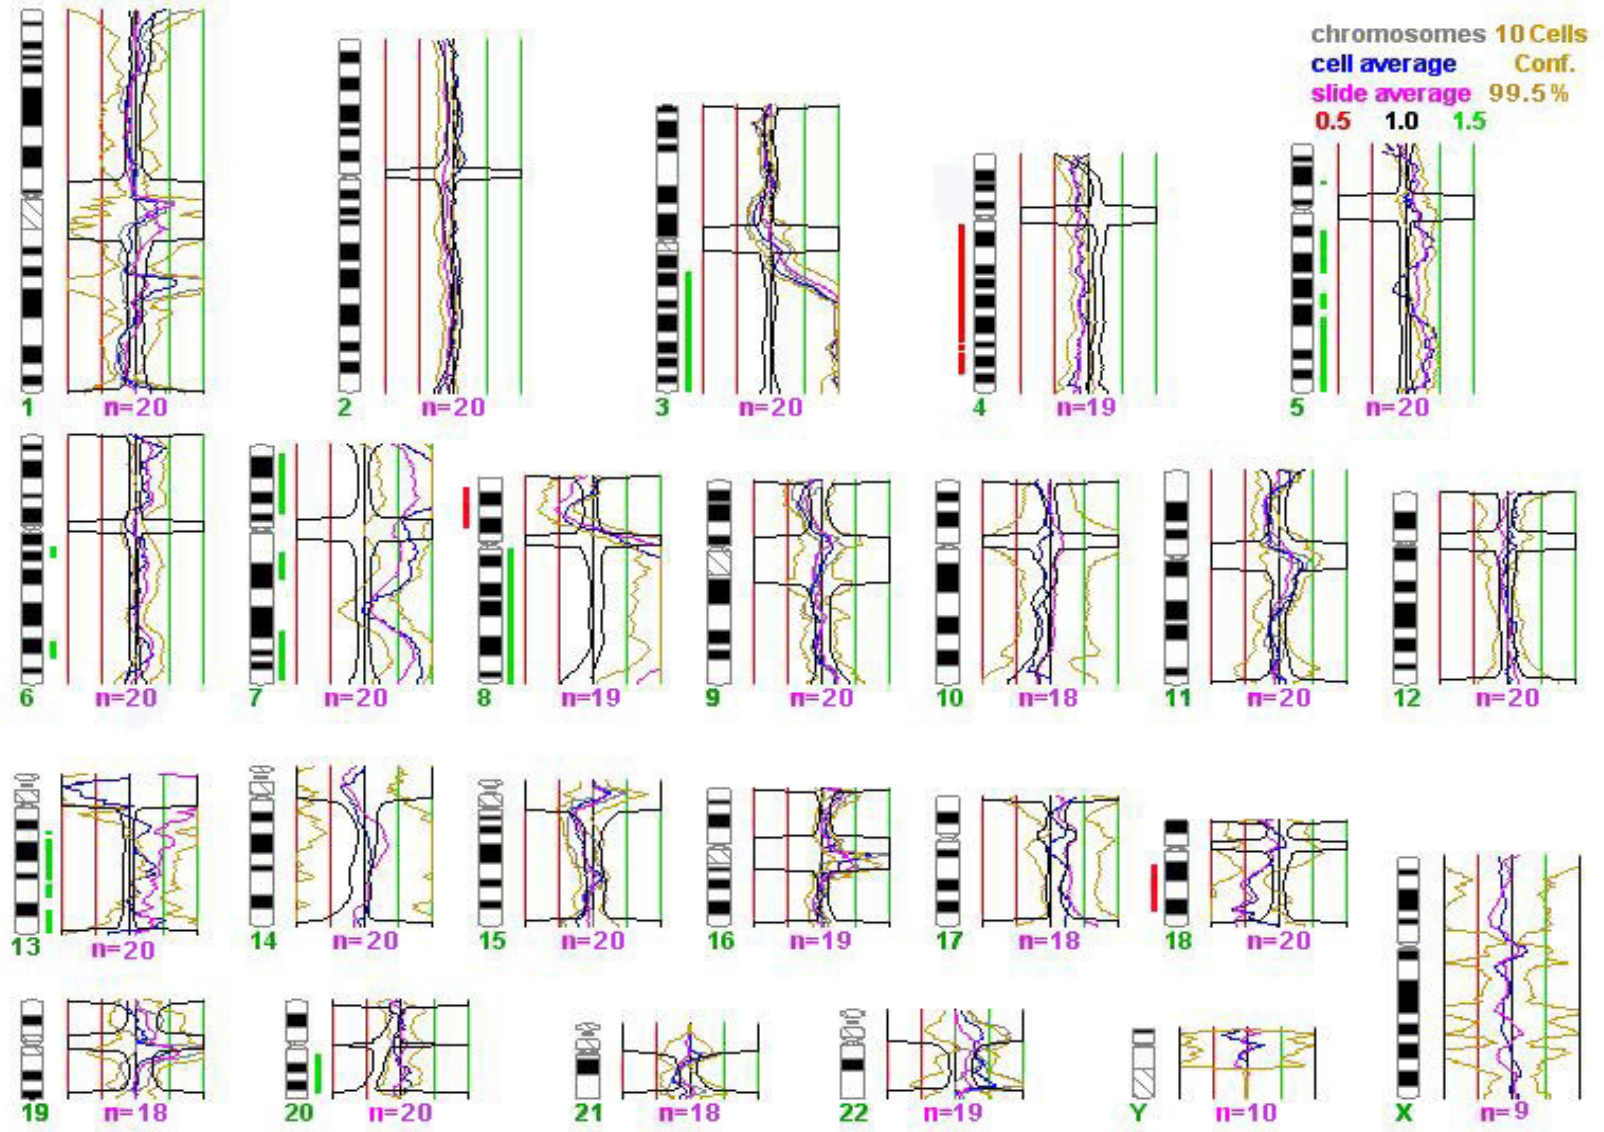 chromosomes 10 Cells
cell average Conf.
slide average 99.5%
0.5 1.0 1.5
1 n=20
2 n=20
3 n=20
4 n=19
5 n=20
6 n=20
7 n=20
8 n=19
9 n=20
10 n=18
11 n=20
12 n=20
13 n=20
14 n=20
15 n=20
16 n=19
17 n=18
18 n=20
19 n=18
20 n=20
21 n=18
22 n=19
Y n=10
X n=9